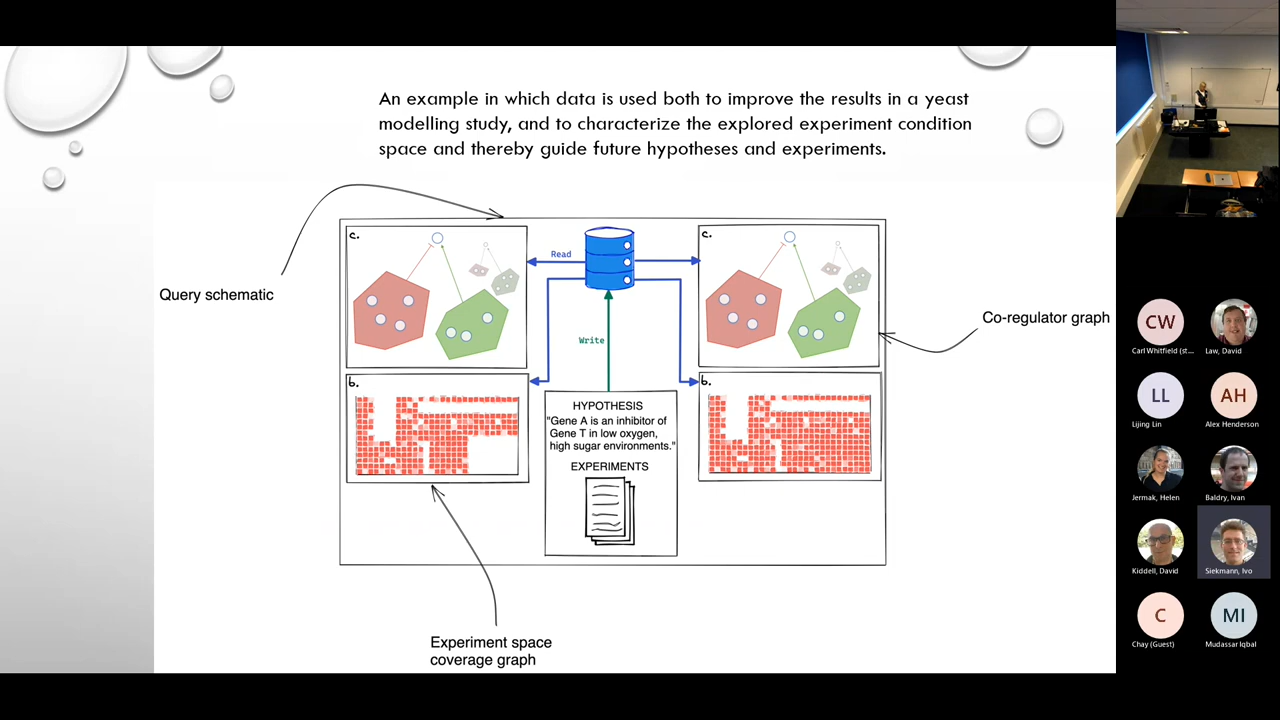 An example in which data is used both to improve the results in a yeast
modelling study, and to characterize the explored experiment condition
space and thereby guide future hypotheses and experiments.
Query schematic
c.
Read
c.
Co-regulator graph
Write
b.
b.
HYPOTHESIS
"Gene A is an inhibitor of
Gene T in low oxygen,
high sugar environments."
EXPERIMENTS
Experiment space
coverage graph
CW
Carl Whitfield (st...
Law, David
LL
Lijing Lin
AH
Alex Henderson
Jermak, Helen
Baldry, Ivan
Kiddell, David
Siekmann, Ivo
C
Chay (Guest)
MI
Mudassar Iqbal